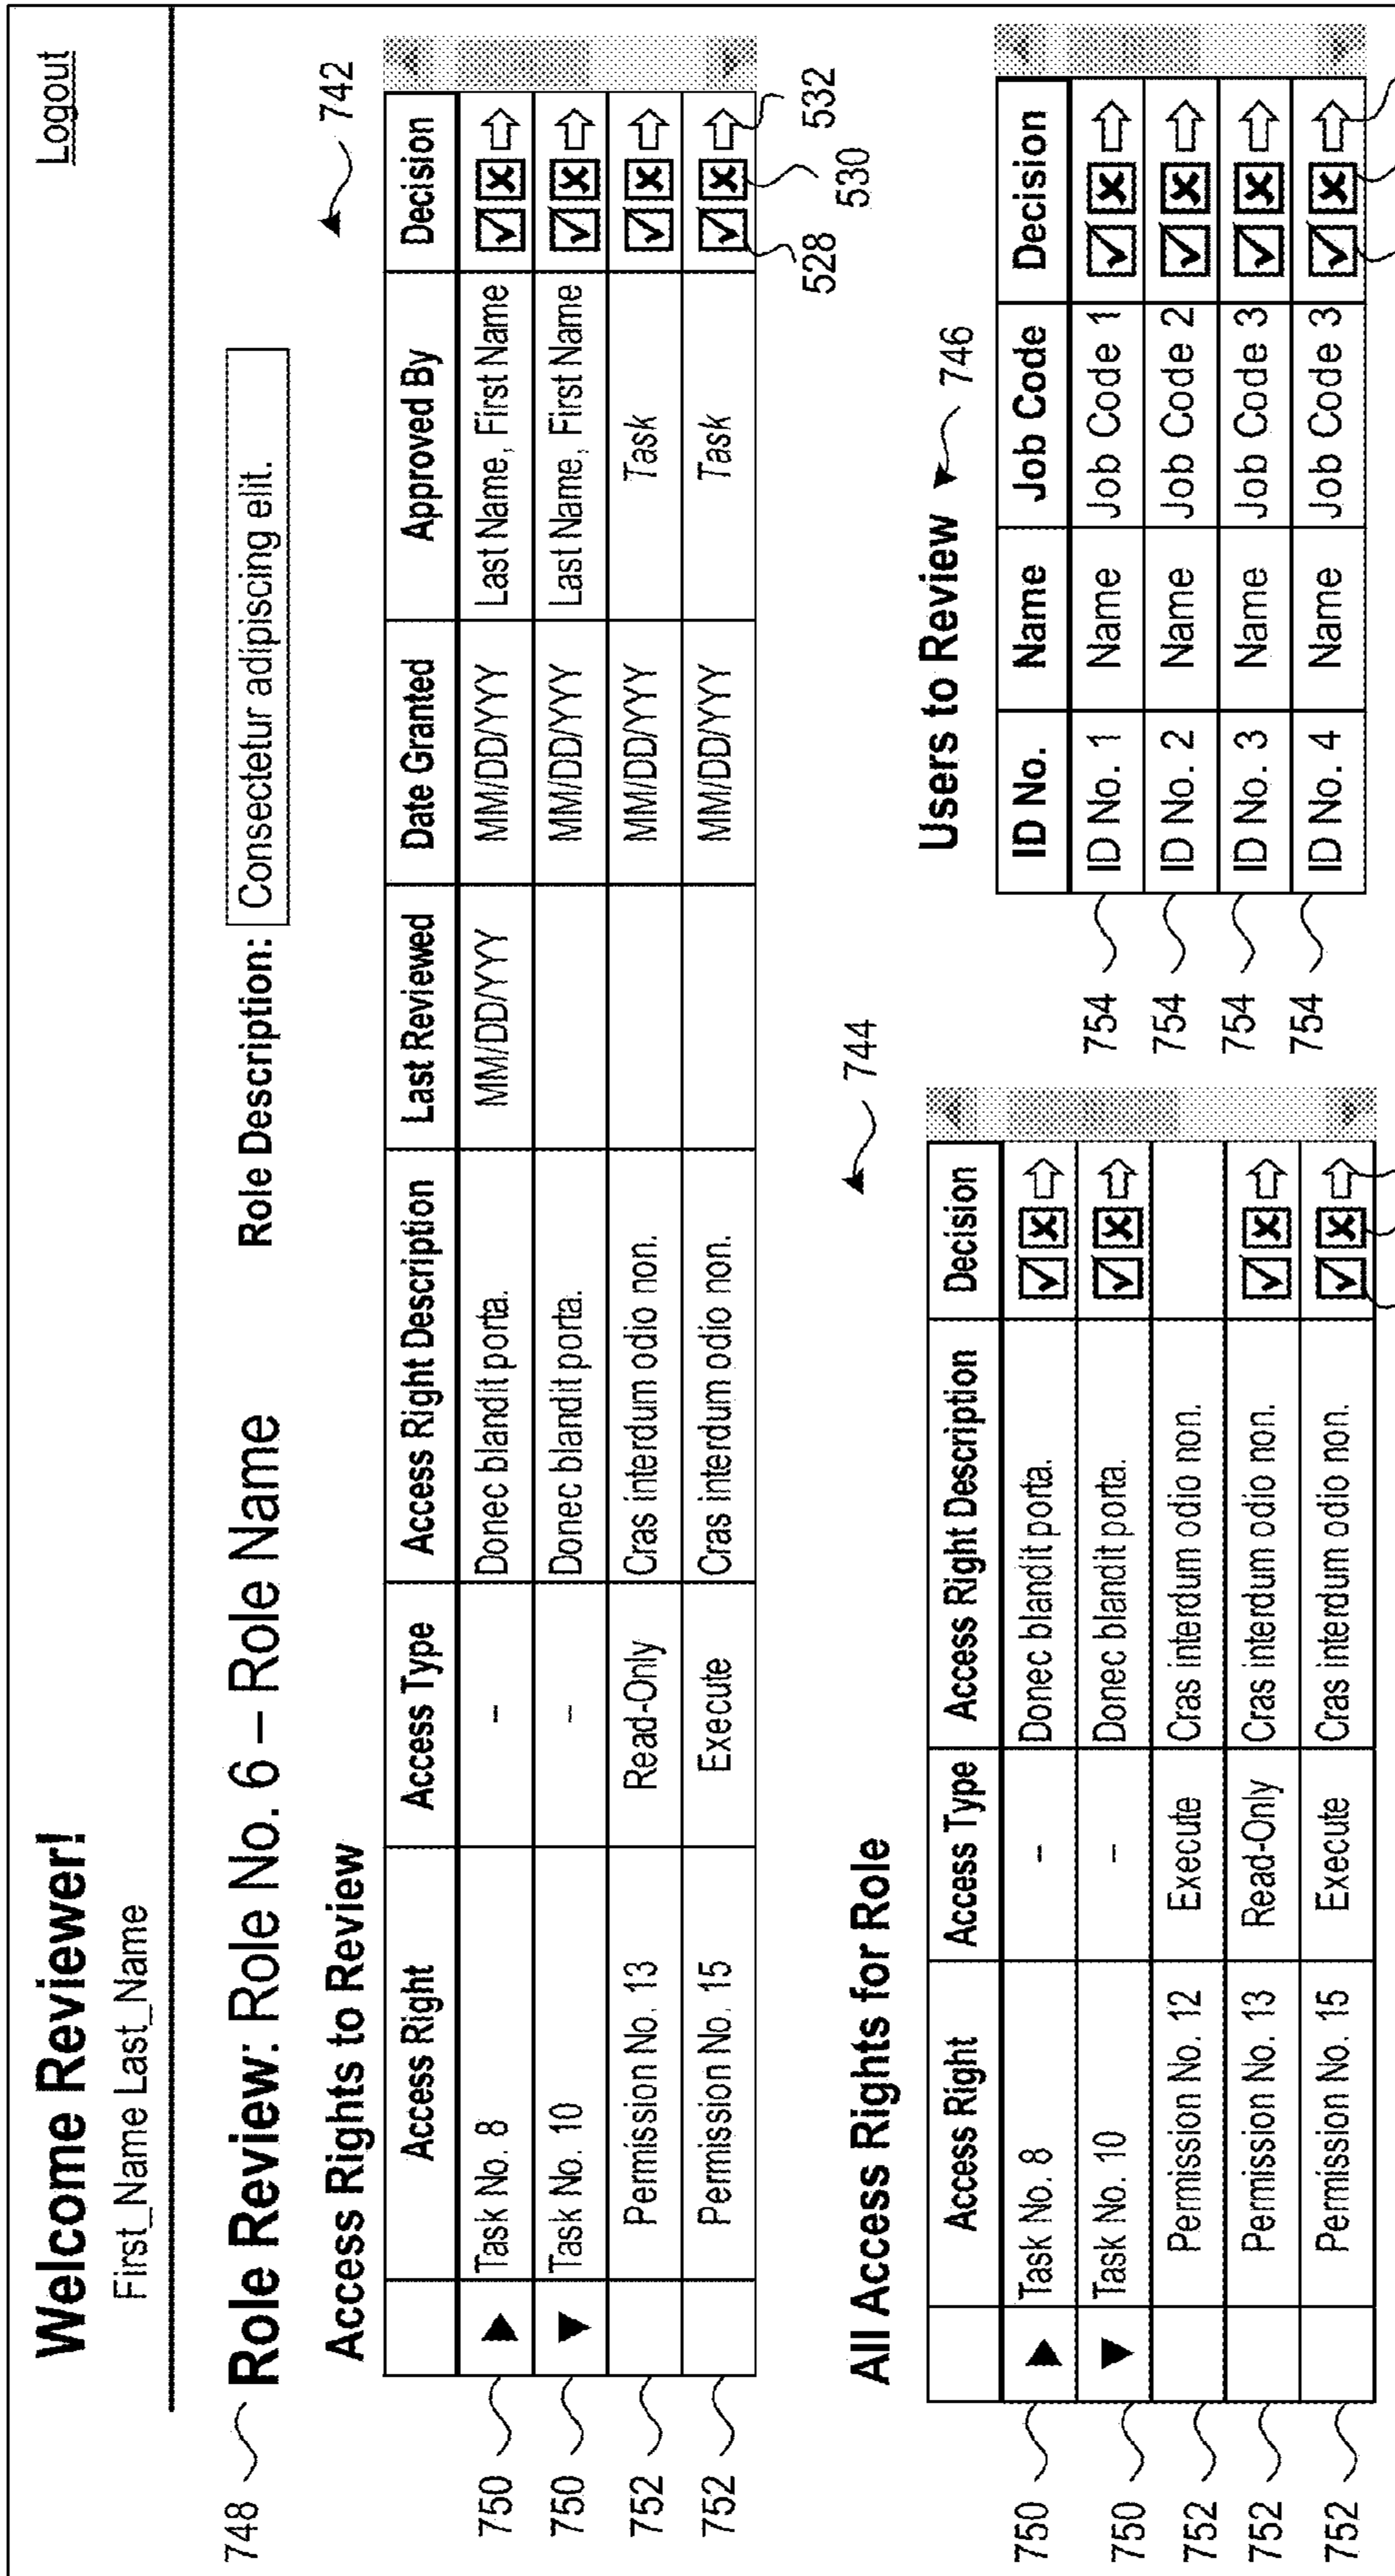 Welcome Reviewer!
Logout
First_Name Last_Name
748
Role Review: Role No. 6 – Role Name
Role Description: Consectetur adipiscing elit.
Access Rights to Review
742
Access Right Access Type Access Right Description Last Reviewed Date Granted Approved By Decision
750 Task No. 8 – Donec blandit porta. MM/DD/YYY MM/DD/YYY Last Name, First Name
750 Task No. 10 – Donec blandit porta. MM/DD/YYY Last Name, First Name
752 Permission No. 13 Read-Only Cras interdum odio non. MM/DD/YYY Task
752 Permission No. 15 Execute Cras interdum odio non. MM/DD/YYY Task
528 530 532
All Access Rights for Role
744
Access Right Access Type Access Right Description Decision
750 Task No. 8 – Donec blandit porta.
750 Task No. 10 – Donec blandit porta.
752 Permission No. 12 Execute Cras interdum odio non.
752 Permission No. 13 Read-Only Cras interdum odio non.
752 Permission No. 15 Execute Cras interdum odio non.
Users to Review
746
ID No. Name Job Code Decision
754 ID No. 1 Name Job Code 1
754 ID No. 2 Name Job Code 2
754 ID No. 3 Name Job Code 3
754 ID No. 4 Name Job Code 3